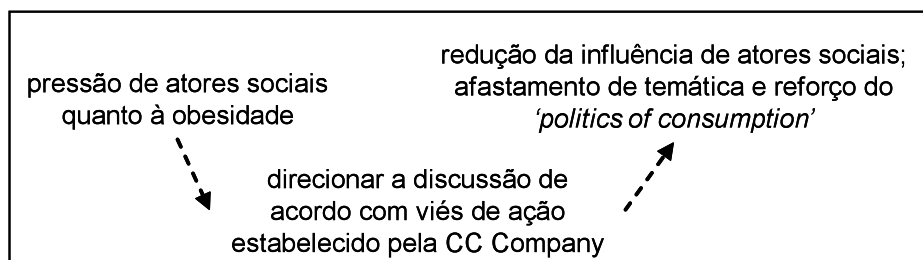 pressão de atores sociais
quanto à obesidade
direcionar a discussão de
acordo com viés de ação
estabelecido pela CC Company
redução da influência de atores sociais;
afastamento de temática e reforço do
‘politics of consumption’